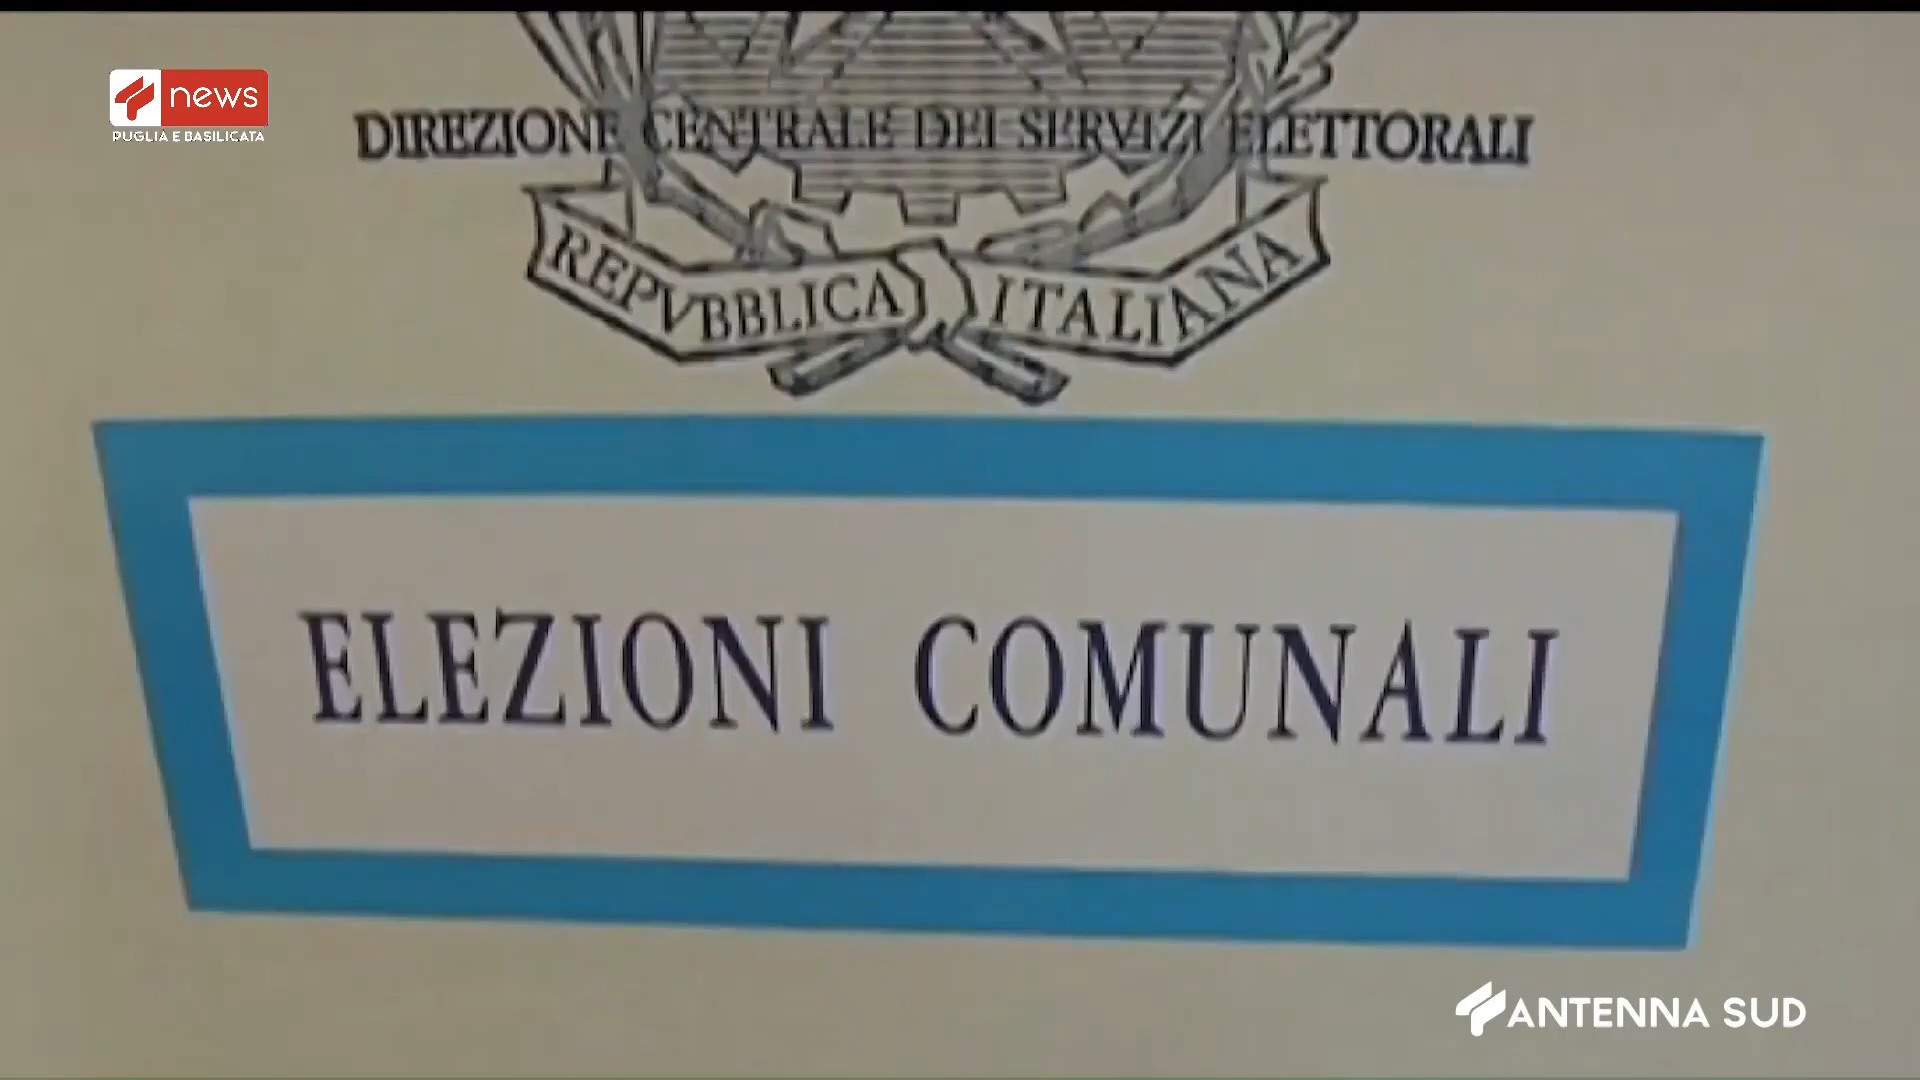 news
PUGLIA E BASILICATA
DIREZIONE CENTRALE DEI SERVIZI ELETTORALI
REPVBBLICA ITALIANA
ELEZIONI COMUNALI
ANTENNA SUD